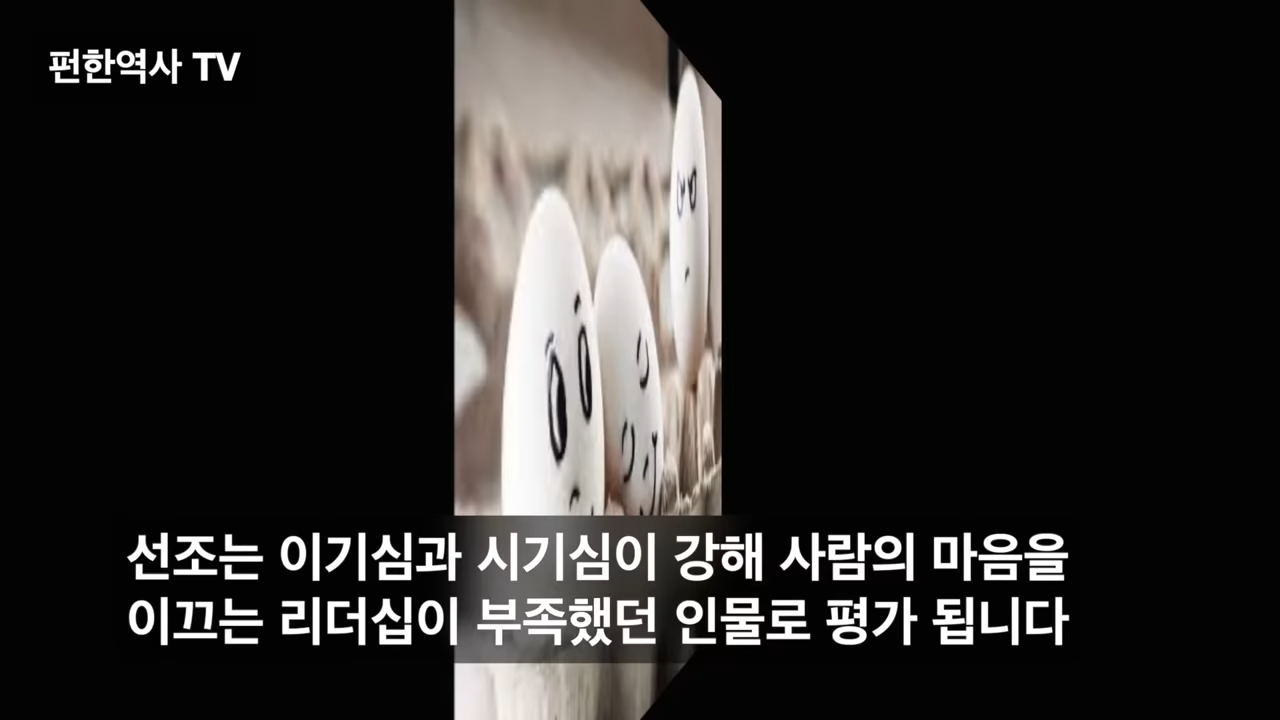 펀한역사 TV
선조는 이기심과 시기심이 강해 사람의 마음을
이끄는 리더십이 부족했던 인물로 평가 됩니다